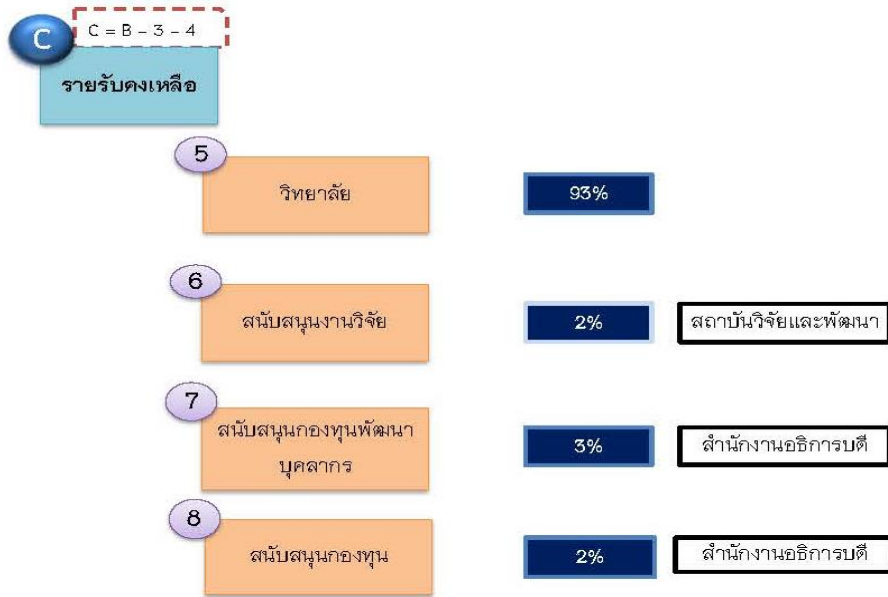 C
C = B - 3 - 4
รายรับคงเหลือ
5
วิทยาลัย
93%
6
สนับสนุนงานวิจัย
2%
สถาบันวิจัยและพัฒนา
7
สนับสนุนกองทุนพัฒนา
บุคลากร
3%
สำนักงานอธิการบดี
8
สนับสนุนกองทุน
2%
สำนักงานอธิการบดี